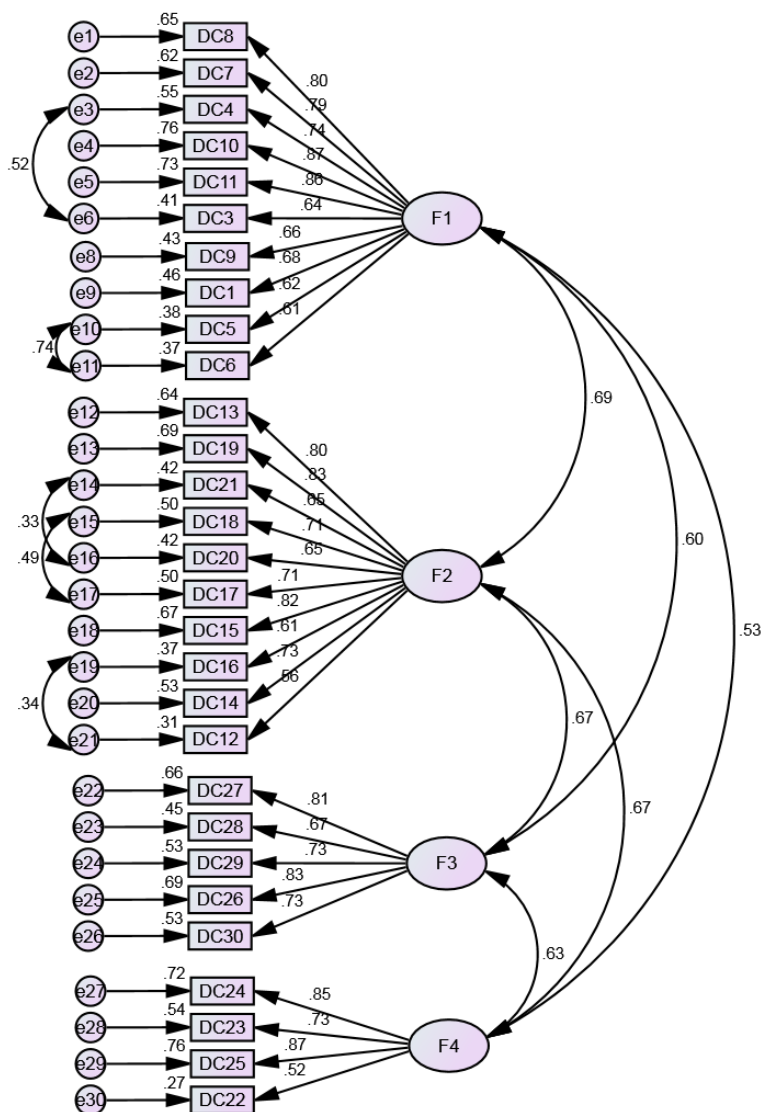 .65
e1 DC8
.62
e2 DC7
.80
.55
e3 DC4
.79
.74
.76
e4 DC10
.87
.52
.73
e5 DC11
.86
.41
e6 DC3
.64
F1
.66
.43
e8 DC9
.68
.46
e9 DC1
.62
.38
e10 DC5
.61
.74
.37
e11 DC6
.69
.64
e12 DC13
.80
.69
e13 DC19
.83
.42
e14 DC21
.65
.33
.50
e15 DC18
.71
.60
.49
.42
e16 DC20
.65
F2
.50
e17 DC17
.71
.82
.67
e18 DC15
.61
.53
.37
e19 DC16
.73
.34
.53
e20 DC14
.56
.31
e21 DC12
.67
.66
e22 DC27
.81
.45
e23 DC28
.67
.67
.53
e24 DC29
.73
F3
.69
e25 DC26
.83
.53
e26 DC30
.73
.63
.72
e27 DC24
.85
.54
e28 DC23
.73
F4
.76
e29 DC25
.87
.27
e30 DC22
.52